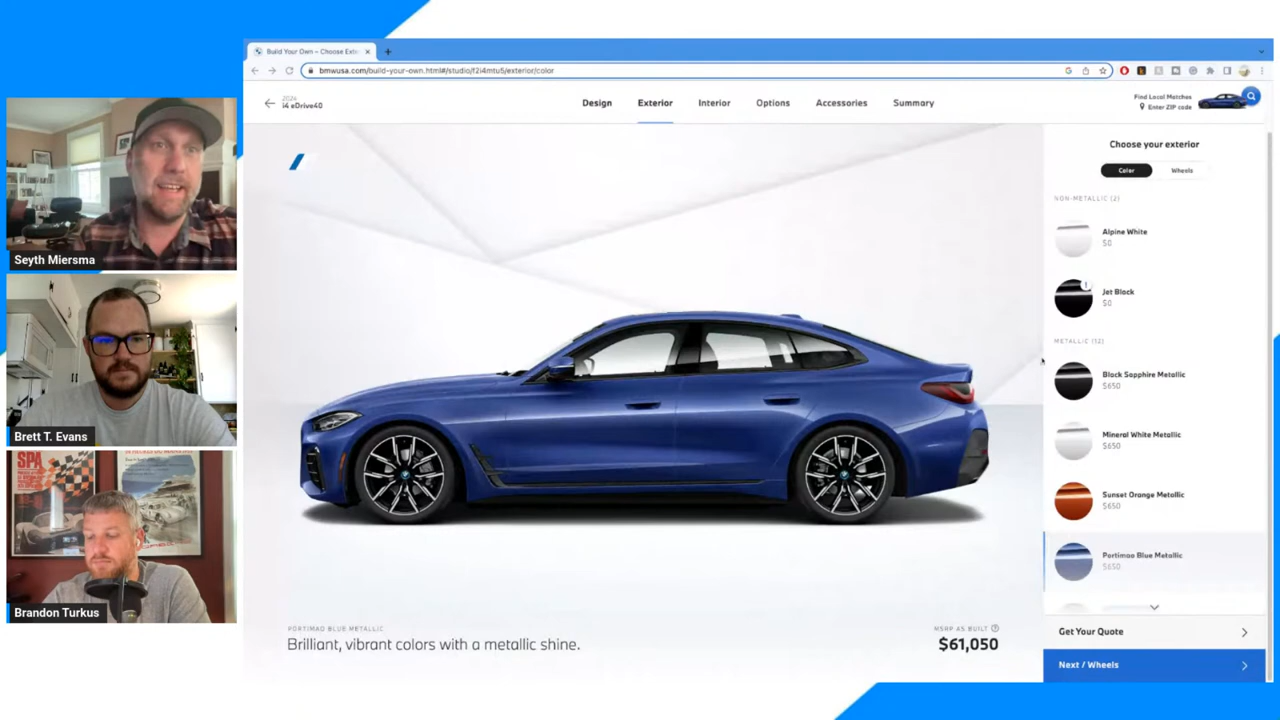 Build Your Own – Choose Exte
bmwusa.com/build-your-own.html#/studio/f2i4mtu5/exterior/color
2024
i4 eDrive40
Design
Exterior
Interior
Options
Accessories
Summary
Find Local Matches
Enter ZIP code
Choose your exterior
Color
Wheels
NON-METALLIC (2)
Alpine White
$0
Jet Black
$0
METALLIC (12)
Black Sapphire Metallic
$650
Mineral White Metallic
$650
Sunset Orange Metallic
$650
Portimao Blue Metallic
$650
PORTIMAO BLUE METALLIC
Brilliant, vibrant colors with a metallic shine.
MSRP AS BUILT
$61,050
Get Your Quote
Next / Wheels
Seyth Miersma
Brett T. Evans
SPA
Brandon Turkus